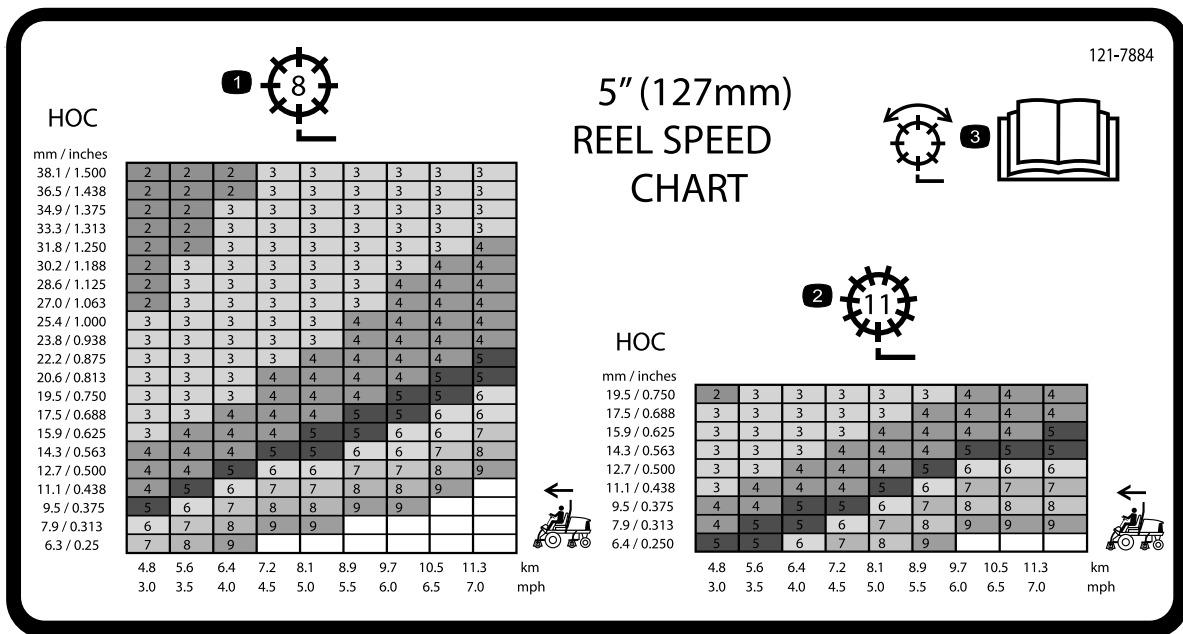 121-7884
5” (127mm)
REEL SPEED
CHART
1
8
HOC
mm / inches
38.1 / 1.500 2 2 2 3 3 3 3 3 3
36.5 / 1.438 2 2 2 3 3 3 3 3 3
34.9 / 1.375 2 2 3 3 3 3 3 3 3
33.3 / 1.313 2 2 3 3 3 3 3 3 3
31.8 / 1.250 2 2 3 3 3 3 3 3 4
30.2 / 1.188 2 3 3 3 3 3 3 4 4
28.6 / 1.125 2 3 3 3 3 3 4 4 4
27.0 / 1.063 2 3 3 3 3 3 4 4 4
25.4 / 1.000 3 3 3 3 3 4 4 4 4
23.8 / 0.938 3 3 3 3 3 4 4 4 4
22.2 / 0.875 3 3 3 3 4 4 4 4 5
20.6 / 0.813 3 3 3 4 4 4 4 5 5
19.5 / 0.750 3 3 3 4 4 4 5 5 6
17.5 / 0.688 3 3 4 4 4 5 5 6 6
15.9 / 0.625 3 4 4 4 5 5 6 6 7
14.3 / 0.563 4 4 4 5 5 6 6 7 8
12.7 / 0.500 4 4 5 6 6 7 7 8 9
11.1 / 0.438 4 5 6 7 7 8 8 9
9.5 / 0.375 5 6 7 8 8 9 9
7.9 / 0.313 6 7 8 9 9
6.3 / 0.25 7 8 9
4.8 5.6 6.4 7.2 8.1 8.9 9.7 10.5 11.3 km
3.0 3.5 4.0 4.5 5.0 5.5 6.0 6.5 7.0 mph
3
2
11
HOC
mm / inches
19.5 / 0.750 2 3 3 3 3 3 4 4 4
17.5 / 0.688 3 3 3 3 3 4 4 4 4
15.9 / 0.625 3 3 3 3 4 4 4 4 5
14.3 / 0.563 3 3 3 4 4 4 5 5 5
12.7 / 0.500 3 3 4 4 4 5 6 6 6
11.1 / 0.438 3 4 4 4 5 6 7 7 7
9.5 / 0.375 4 4 5 5 6 7 8 8 8
7.9 / 0.313 4 5 5 6 7 8 9 9 9
6.4 / 0.250 5 5 6 7 8 9
4.8 5.6 6.4 7.2 8.1 8.9 9.7 10.5 11.3 km
3.0 3.5 4.0 4.5 5.0 5.5 6.0 6.5 7.0 mph